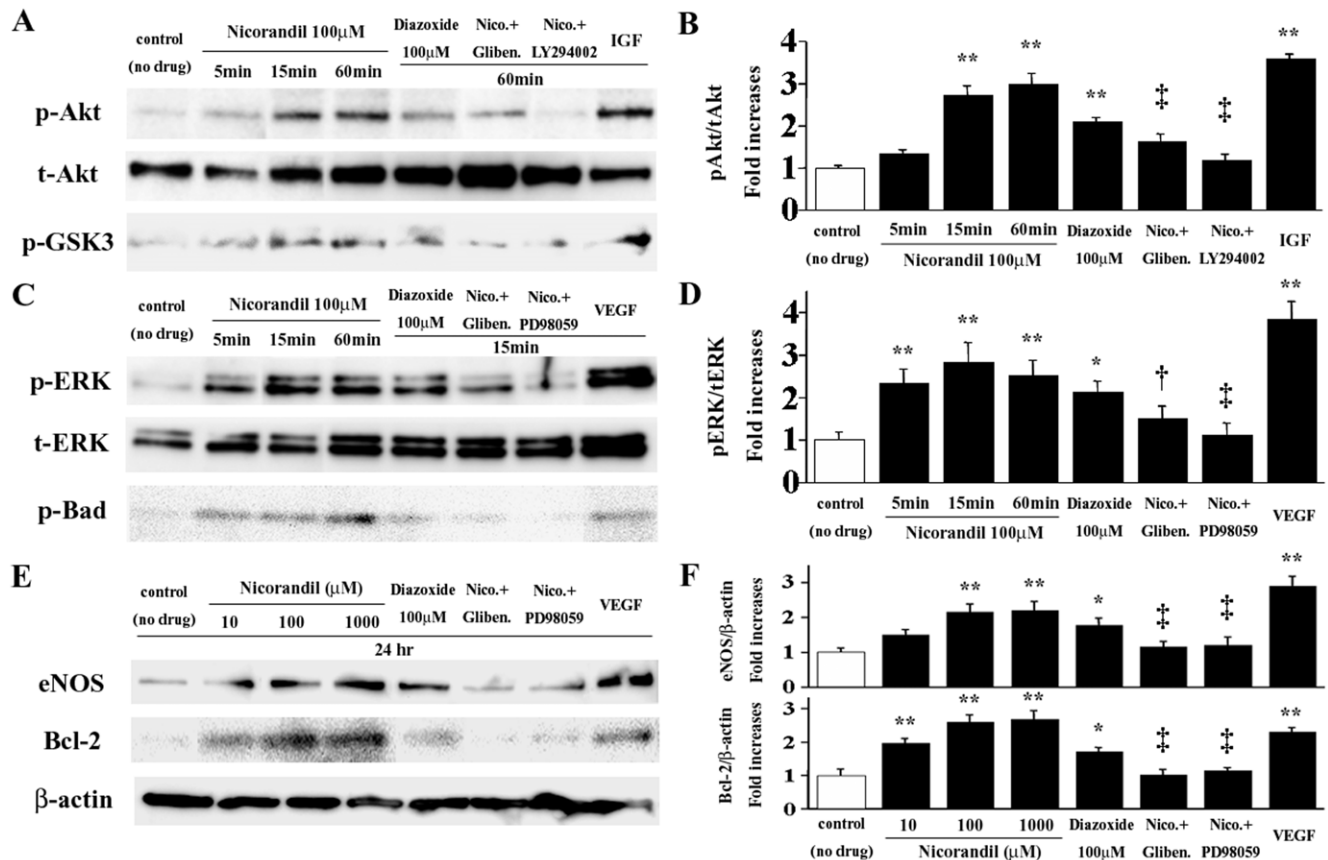 A
control
(no drug)
Nicorandil 100μM
5min 15min 60min
Diazoxide
100μM
Nico.+
Gliben.
Nico.+
LY294002
IGF
60min
p-Akt
t-Akt
p-GSK3
B
pAkt/tAkt
Fold increases
4
3
2
1
0
** ** ** ‡ ‡ **
control
(no drug)
5min 15min 60min
Nicorandil 100μM
Diazoxide
100μM
Nico.+
Gliben.
Nico.+
LY294002
IGF
C
control
(no drug)
Nicorandil 100μM
5min 15min 60min
Diazoxide
100μM
Nico.+
Gliben.
Nico.+
PD98059
VEGF
15min
p-ERK
t-ERK
p-Bad
D
pERK/tERK
Fold increases
4
3
2
1
0
** ** ** * † ‡ **
control
(no drug)
5min 15min 60min
Nicorandil 100μM
Diazoxide
100μM
Nico.+
Gliben.
Nico.+
PD98059
VEGF
E
control
(no drug)
Nicorandil (μM)
10 100 1000
Diazoxide
100μM
Nico.+
Gliben.
Nico.+
PD98059
VEGF
24 hr
eNOS
Bcl-2
β-actin
F
eNOS/β-actin
Fold increases
3
2
1
0
** ** * ‡ ‡ **
Bcl-2/β-actin
Fold increases
3
2
1
0
** ** ** * ‡ ‡ **
control
(no drug)
10 100 1000
Nicorandil (μM)
Diazoxide
100μM
Nico.+
Gliben.
Nico.+
PD98059
VEGF